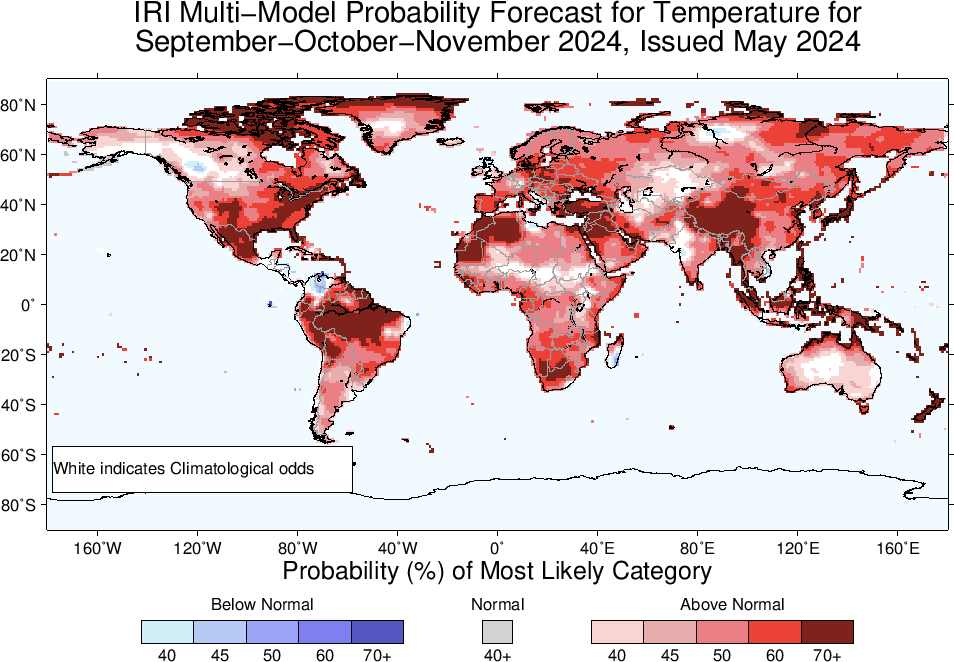 IRI Multi−Model Probability Forecast for Temperature for
September−October−November 2024, Issued May 2024
80˚N
60˚N
40˚N
20˚N
0˚
20˚S
40˚S
60˚S
80˚S
White indicates Climatological odds
160˚W 120˚W 80˚W 40˚W 0˚ 40˚E 80˚E 120˚E 160˚E
Probability (%) of Most Likely Category
Below Normal Normal Above Normal
40 45 50 60 70+ 40+ 40 45 50 60 70+